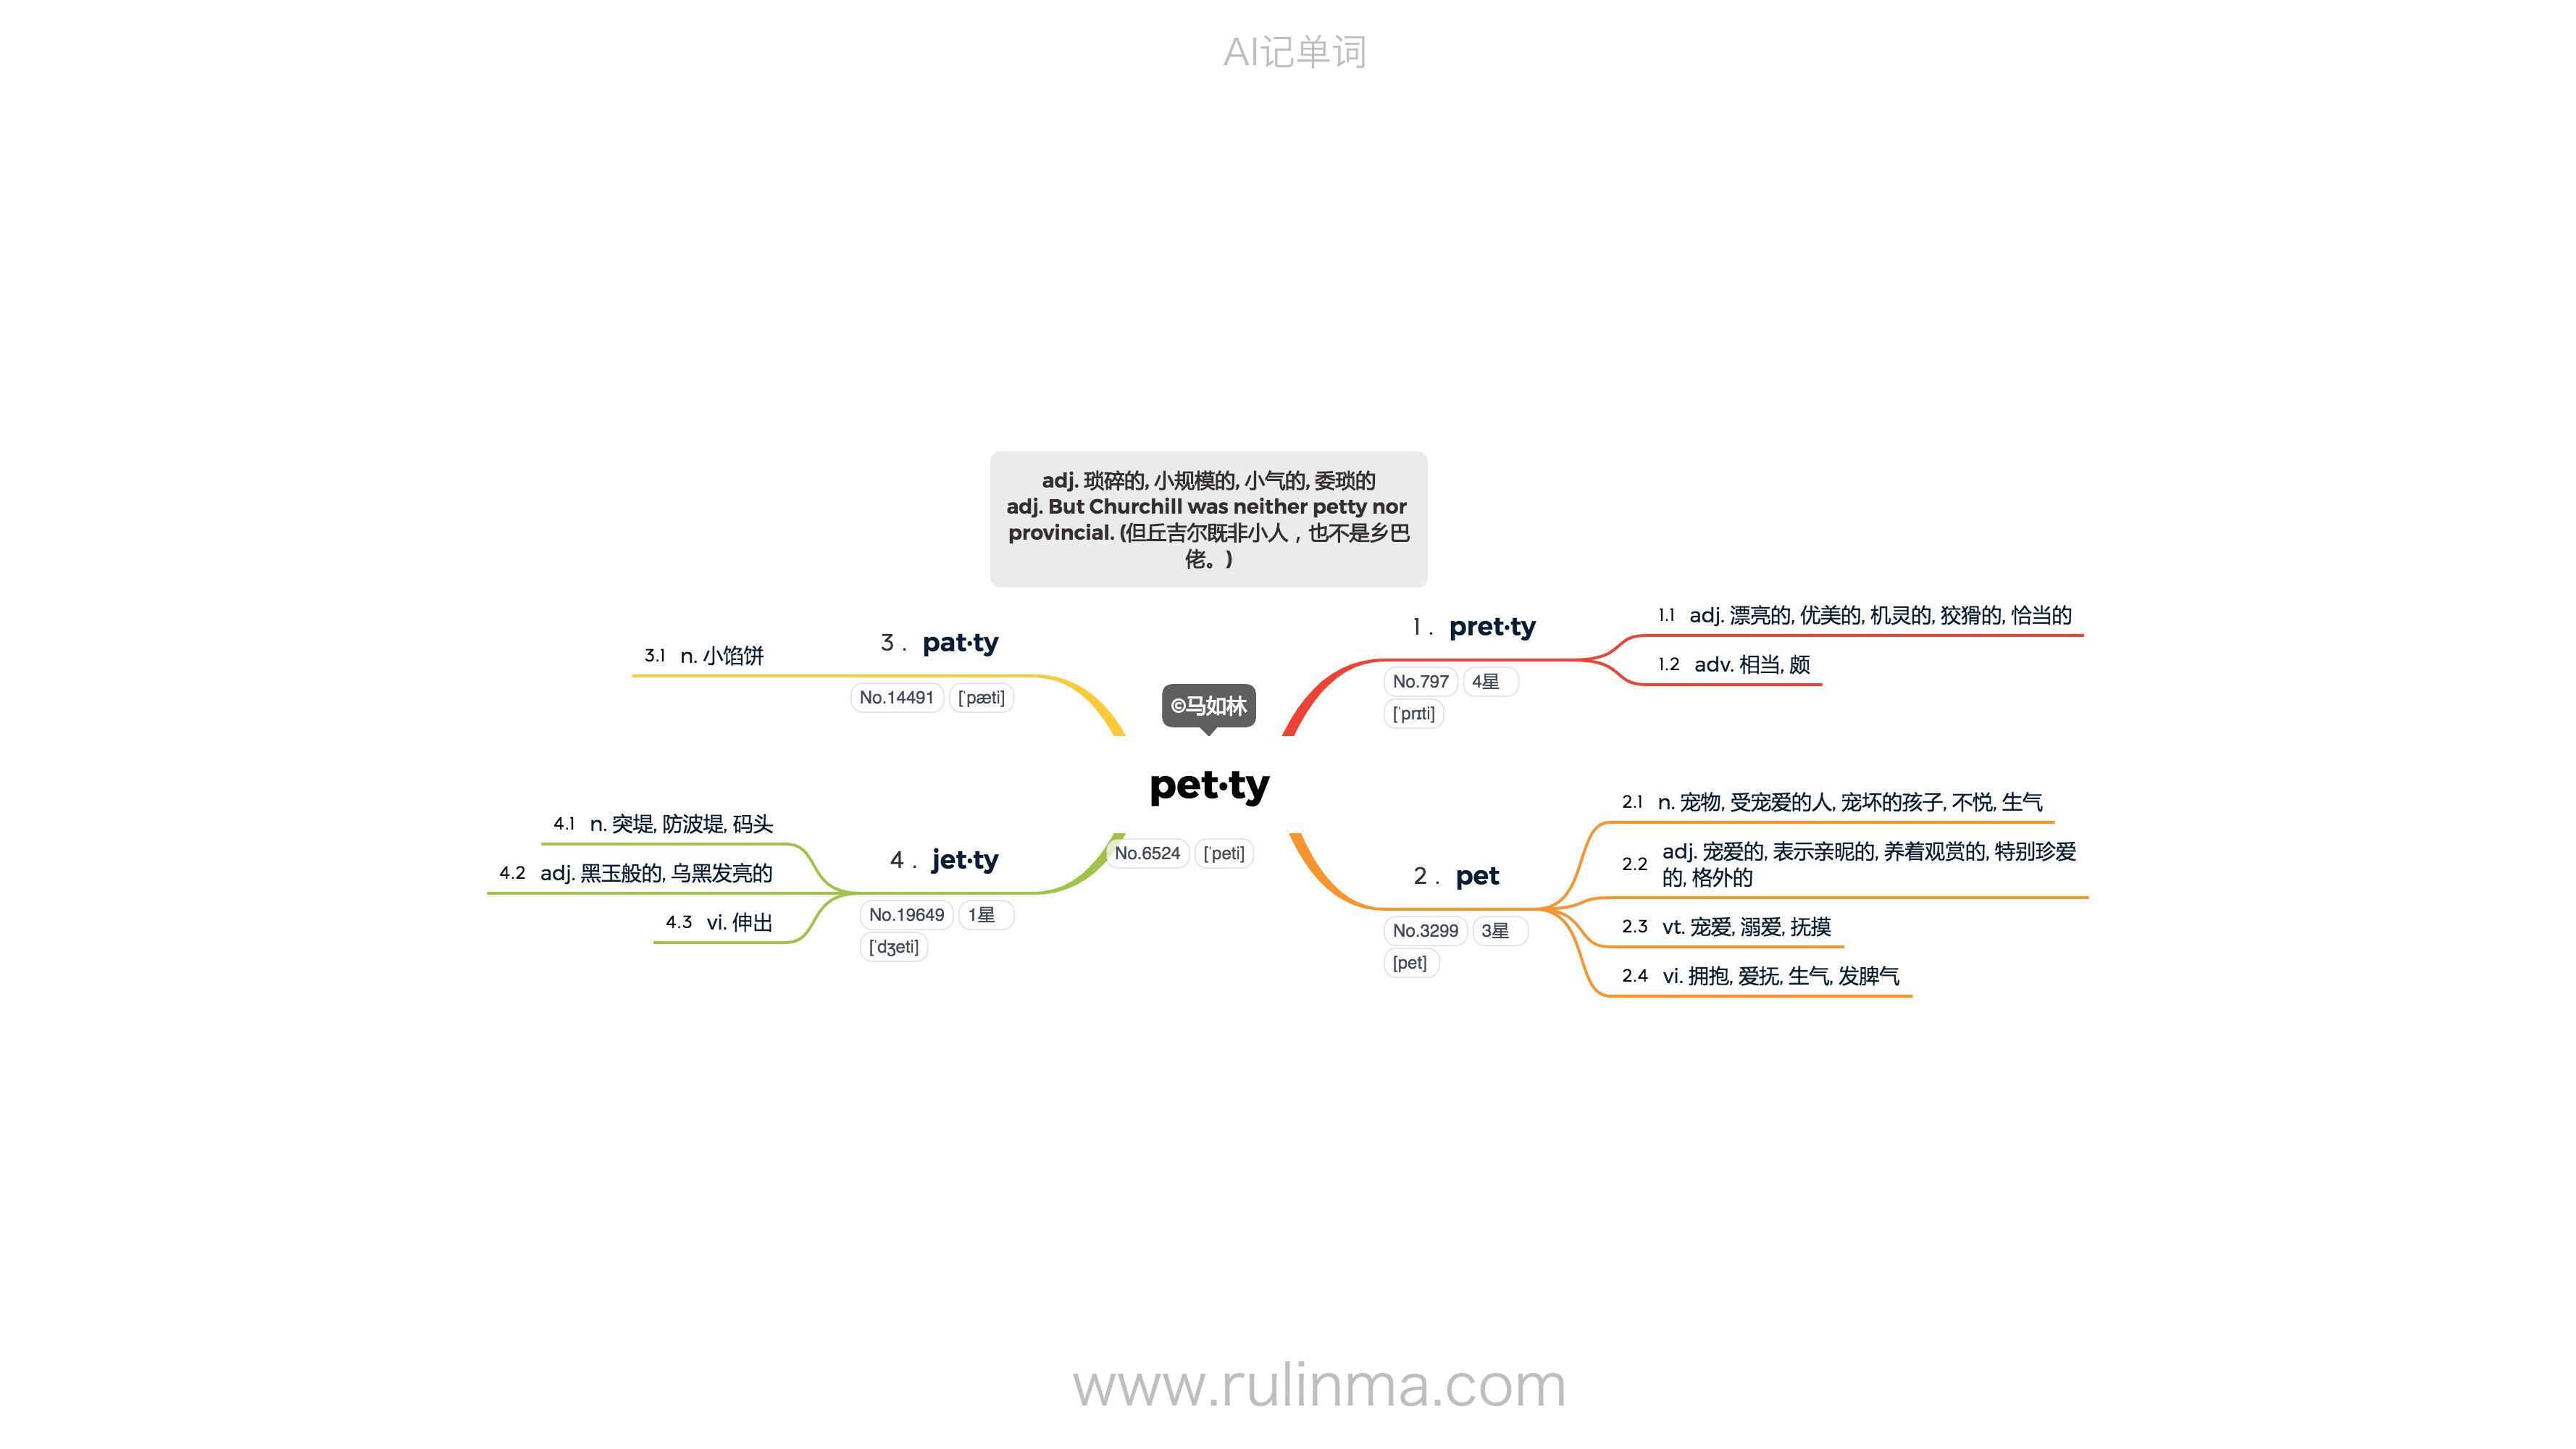 AI记单词
adj. 琐碎的, 小规模的, 小气的, 委琐的
adj. But Churchill was neither petty nor
provincial. (但丘吉尔既非小人，也不是乡巴
佬。)
©马如林
pet·ty
No.6524 [ˈpeti]
1. pret·ty
No.797 4星
[ˈprɪti]
1.1 adj. 漂亮的, 优美的, 机灵的, 狡猾的, 恰当的
1.2 adv. 相当, 颇
2. pet
No.3299 3星
[pet]
2.1 n. 宠物, 受宠爱的人, 宠坏的孩子, 不悦, 生气
2.2 adj. 宠爱的, 表示亲昵的, 养着观赏的, 特别珍爱
的, 格外的
2.3 vt. 宠爱, 溺爱, 抚摸
2.4 vi. 拥抱, 爱抚, 生气, 发脾气
3. pat·ty
No.14491 [ˈpæti]
3.1 n. 小馅饼
4. jet·ty
No.19649 1星
[ˈdʒeti]
4.1 n. 突堤, 防波堤, 码头
4.2 adj. 黑玉般的, 乌黑发亮的
4.3 vi. 伸出
www.rulinma.com